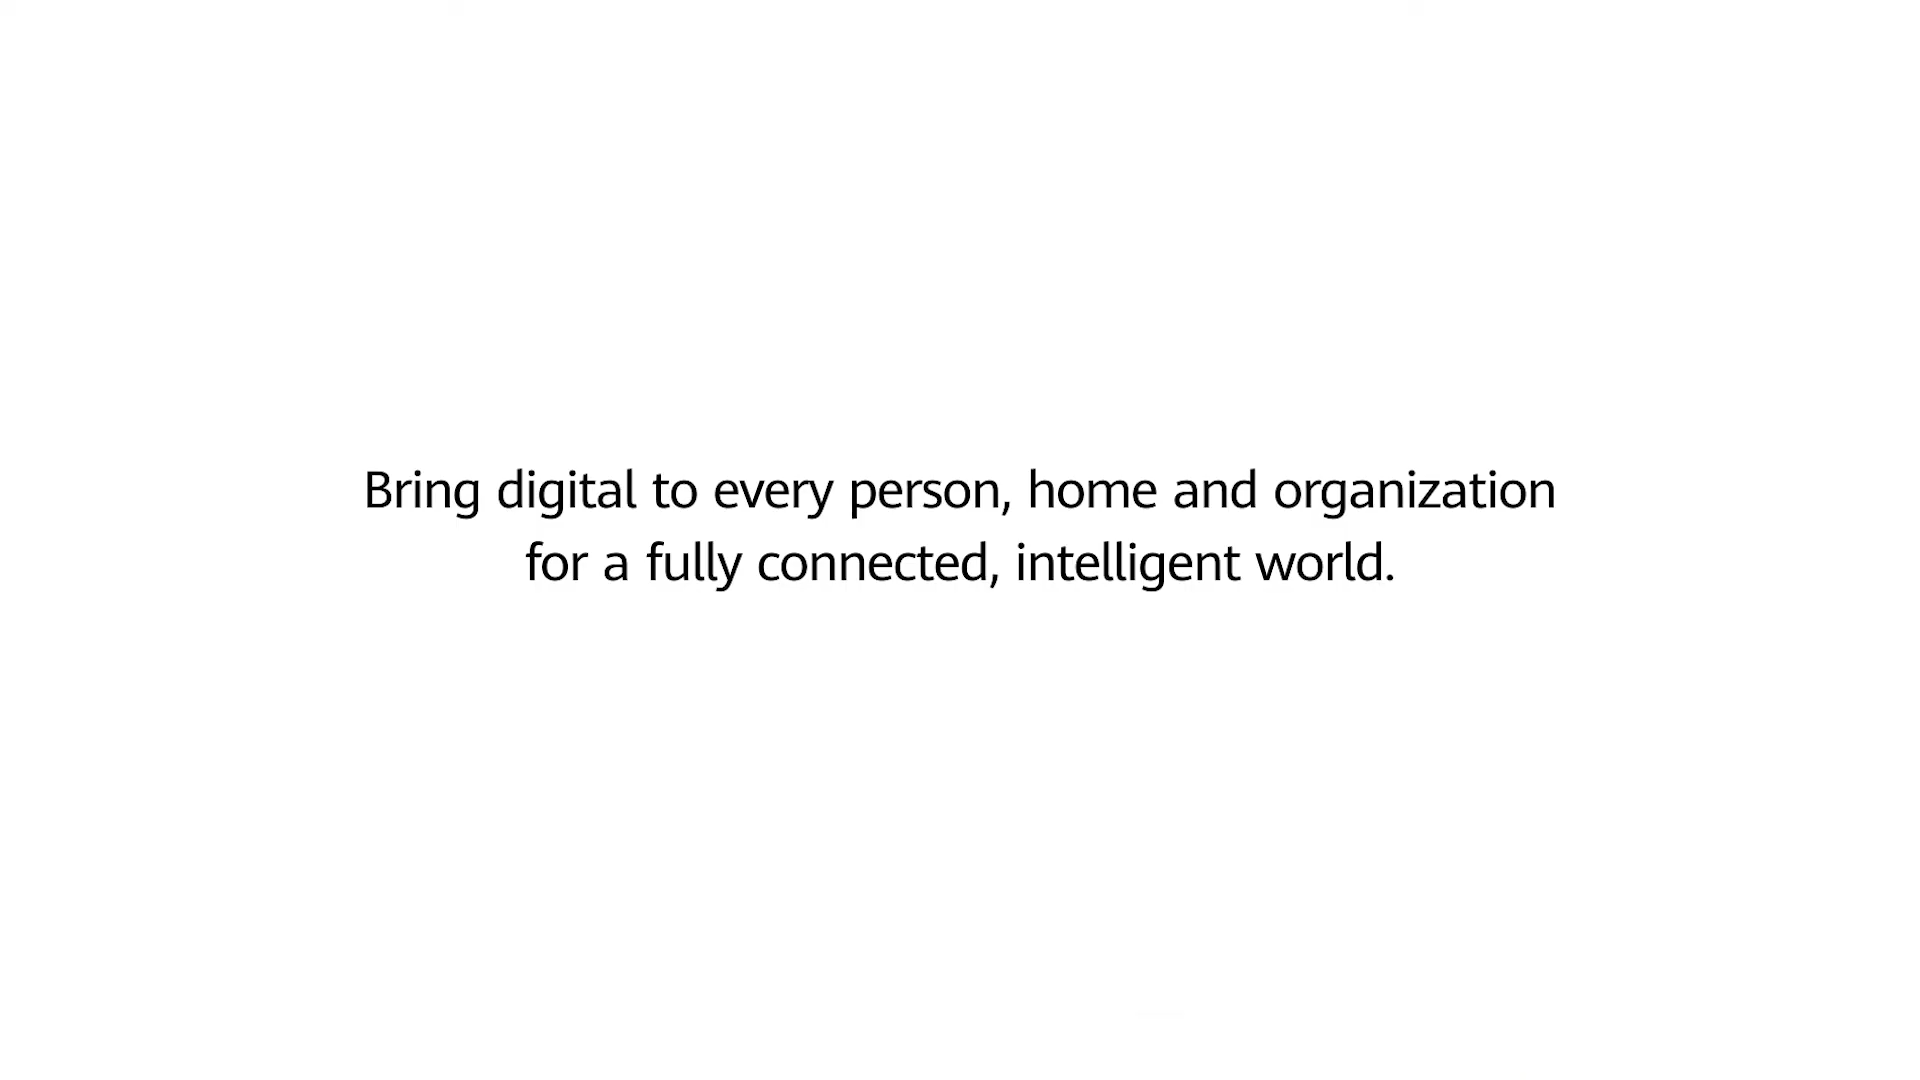 Bring digital to every person, home and organization
for a fully connected, intelligent world.